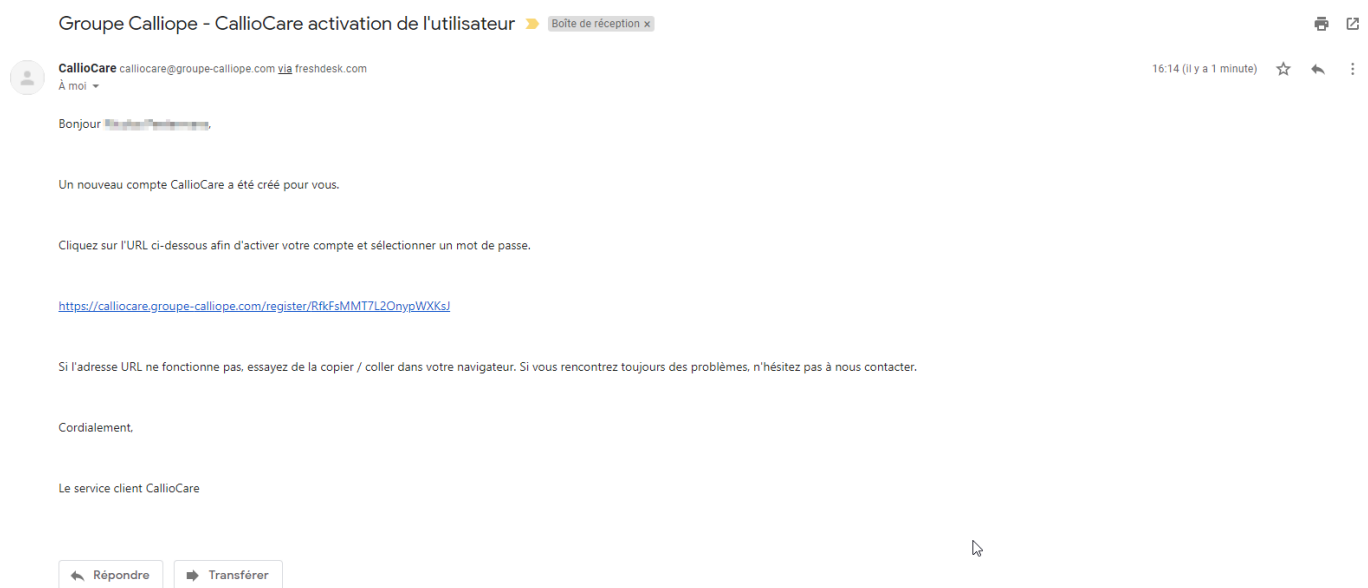 Groupe Calliope - CallioCare activation de l'utilisateur Boîte de réception x
CallioCare calliocare@groupe-calliope.com via freshdesk.com 16:14 (il y a 1 minute)
À moi
Bonjour ,
Un nouveau compte CallioCare a été créé pour vous.
Cliquez sur l'URL ci-dessous afin d'activer votre compte et sélectionner un mot de passe.
https://calliocare.groupe-calliope.com/register/RfkFsMMT7L2OnypWXKsJ
Si l'adresse URL ne fonctionne pas, essayez de la copier / coller dans votre navigateur. Si vous rencontrez toujours des problèmes, n'hésitez pas à nous contacter.
Cordialement,
Le service client CallioCare
Répondre Transférer